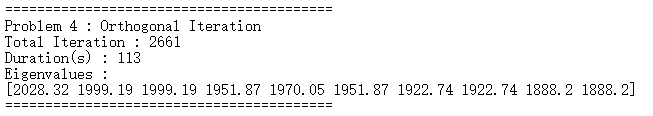 =========================================
Problem 4 : Orthogonal Iteration
Total Iteration : 2661
Duration(s) : 113
Eigenvalues :
[2028.32 1999.19 1999.19 1951.87 1970.05 1951.87 1922.74 1922.74 1888.2 1888.2]
=========================================